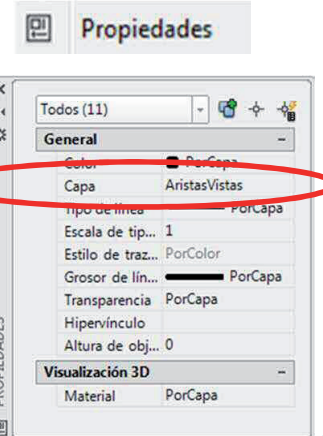 Propiedades
Todos (11)
General
Color PorCapa
Capa AristasVistas
Tipo de línea PorCapa
Escala de tip... 1
Estilo de traz... PorColor
Grosor de lín... PorCapa
Transparencia PorCapa
Hipervínculo
Altura de obj... 0
Visualización 3D
Material PorCapa
PROPIEDADES